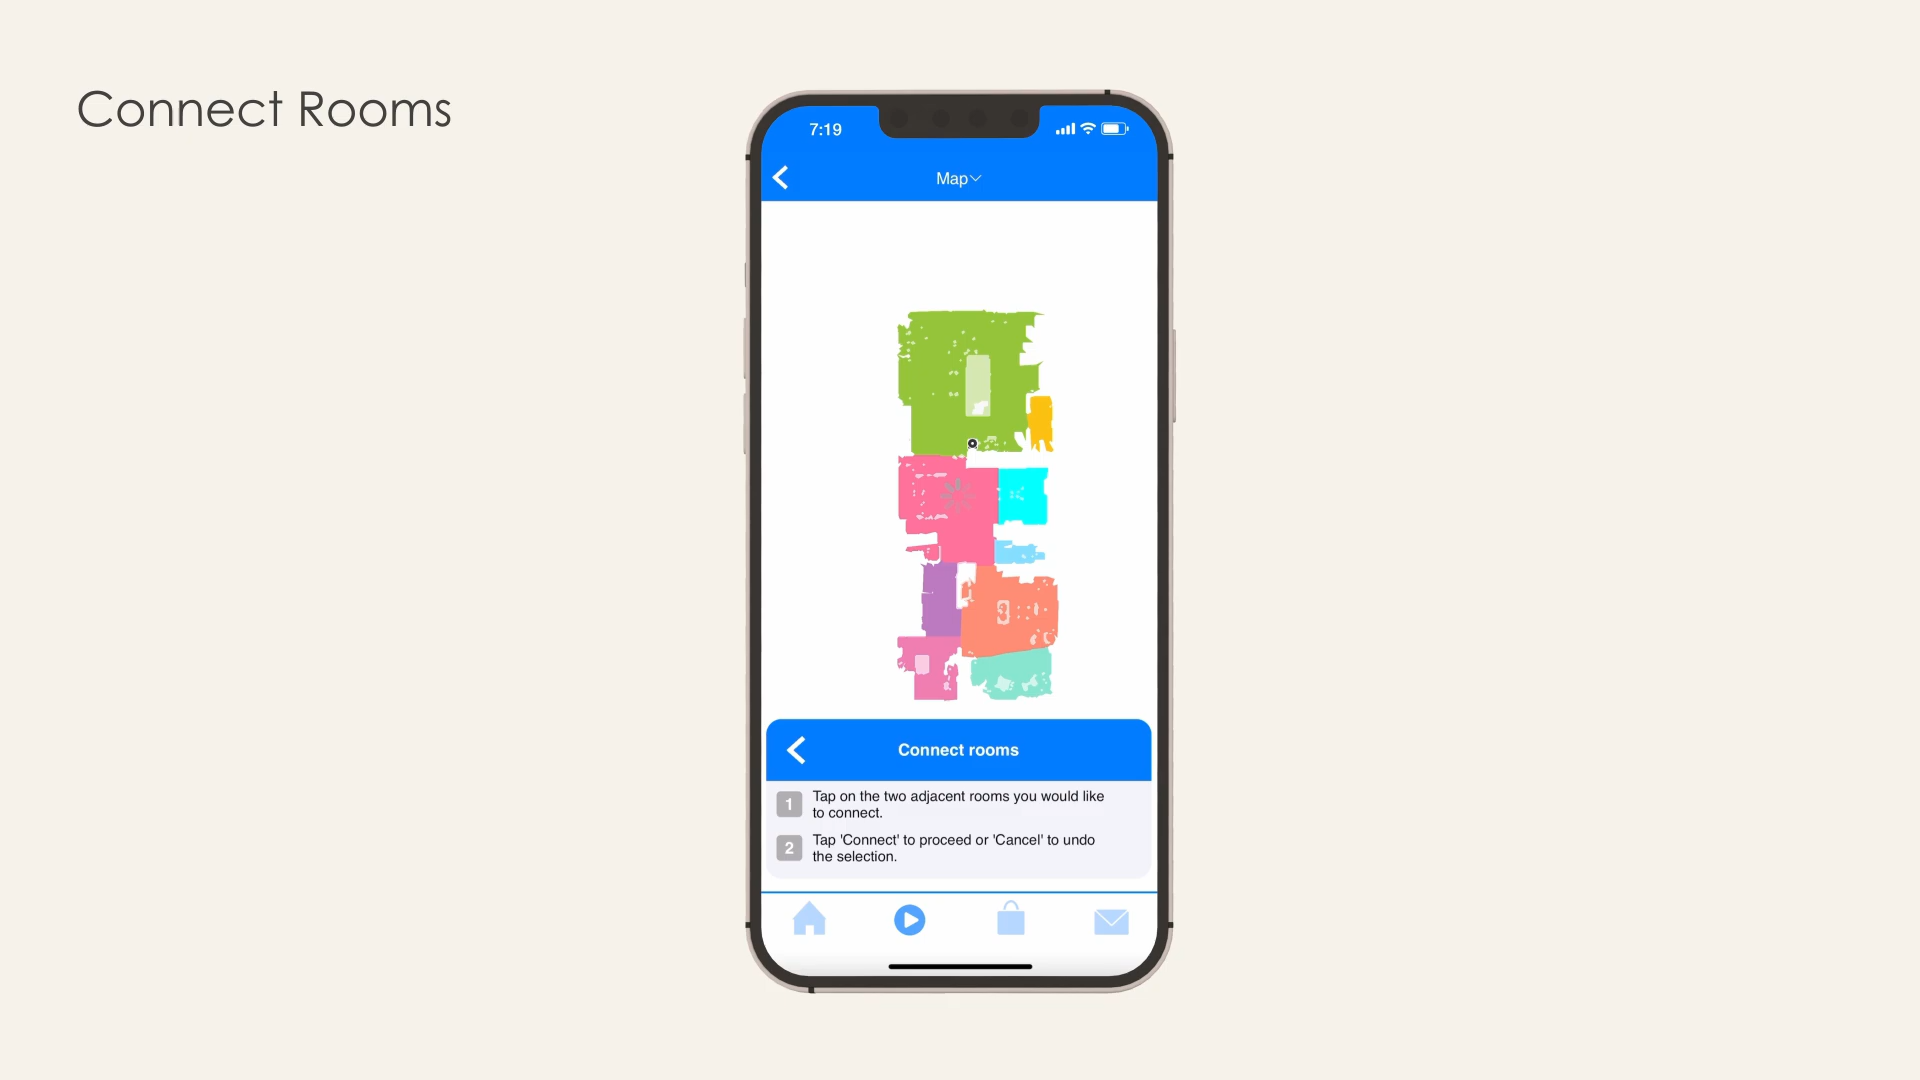 Connect Rooms
7:19
Map
Connect rooms
1 Tap on the two adjacent rooms you would like
to connect.
2 Tap 'Connect' to proceed or 'Cancel' to undo
the selection.